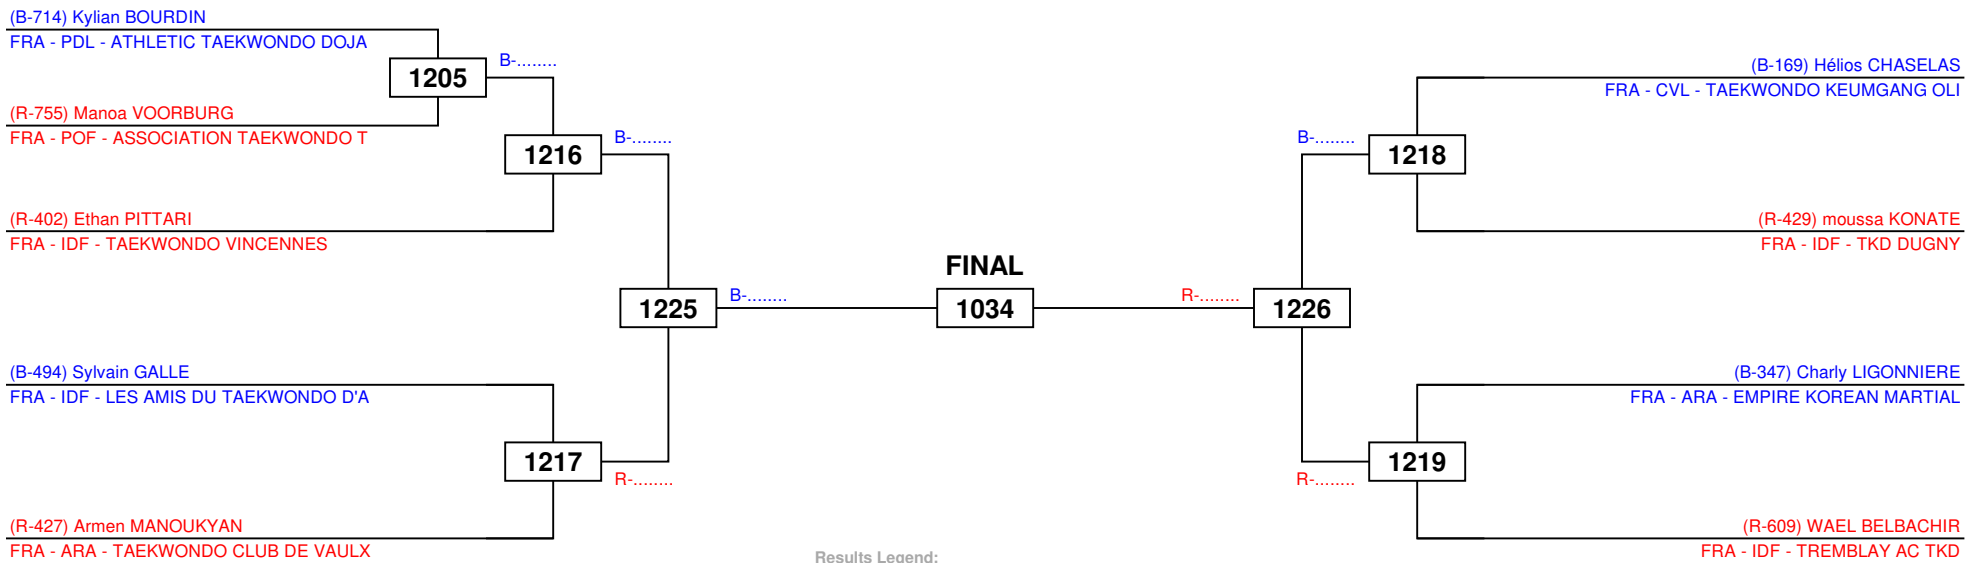 (B-714) Kylian BOURDIN
FRA - PDL - ATHLETIC TAEKWONDO DOJA
1205
B-........
(R-755) Manoa VOORBURG
FRA - POF - ASSOCIATION TAEKWONDO T
1216
B-........
(R-402) Ethan PITTARI
FRA - IDF - TAEKWONDO VINCENNES
1225
B-........
(B-494) Sylvain GALLE
FRA - IDF - LES AMIS DU TAEKWONDO D'A
1217
R-........
(R-427) Armen MANOUKYAN
FRA - ARA - TAEKWONDO CLUB DE VAULX
FINAL
1034
(B-169) Hélios CHASELAS
FRA - CVL - TAEKWONDO KEUMGANG OLI
B-........
1218
(R-429) moussa KONATE
FRA - IDF - TKD DUGNY
R-........
1226
(B-347) Charly LIGONNIERE
FRA - ARA - EMPIRE KOREAN MARTIAL
1219
R-........
(R-609) WAEL BELBACHIR
FRA - IDF - TREMBLAY AC TKD
Results Legend: